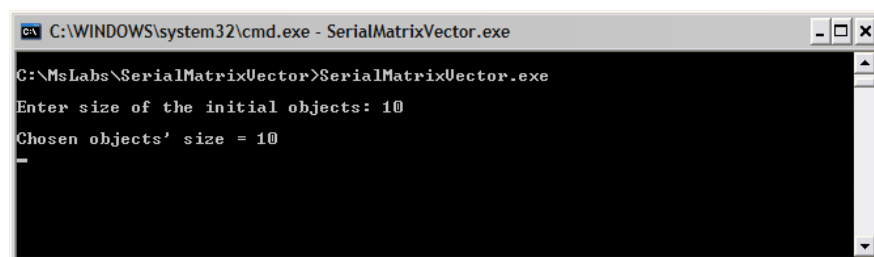 C:\WINDOWS\system32\cmd.exe - SerialMatrixVector.exe
C:\MsLabs\SerialMatrixVector>SerialMatrixVector.exe
Enter size of the initial objects: 10
Chosen objects' size = 10